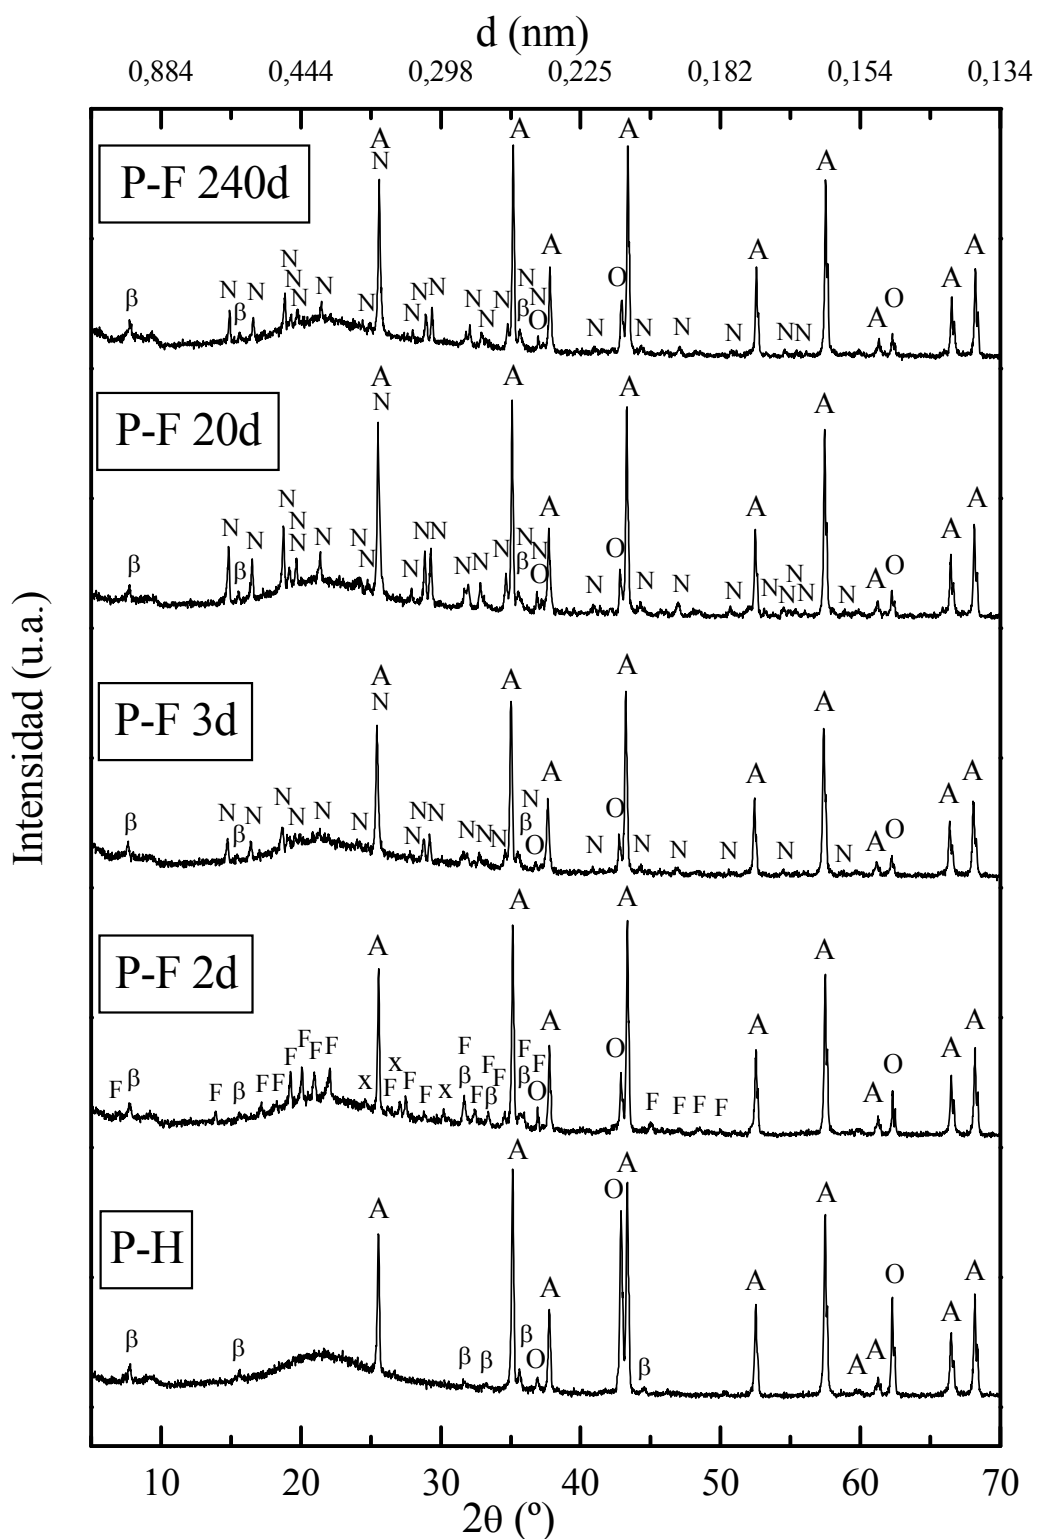 d (nm)
0,884 0,444 0,298 0,225 0,182 0,154 0,134
Intensidad (u.a.)
P-F 240d
β N β N N N N N A N N N N N N N A N β N O A N O A N N N A N N A A O A A
P-F 20d
β N β N N N N N N N A N N N N N N N A N β N O A N O A N N N A N N N N A N A O A A
P-F 3d
β N β N N N N N A N N N N N N N A N β O A N O A N N N A N A N A O A A
P-F 2d
F β F β F F F F F F x A F x F F x F β F F β F A F β F O A O A F F F F A A A O A A
P-H
β β A β β A β O A O A β A A A A O A A
10 20 30 40 50 60 70
2θ (º)